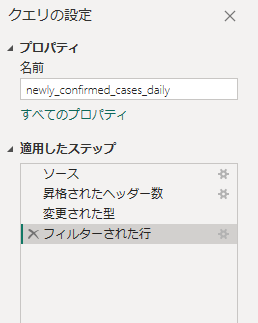 クエリの設定
プロパティ
名前
newly_confirmed_cases_daily
すべてのプロパティ
適用したステップ
ソース
昇格されたヘッダー数
変更された型
フィルターされた行